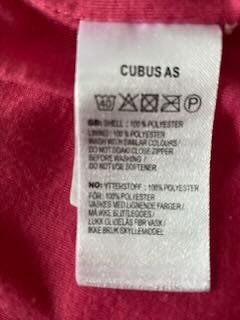 CUBUS AS
40 P
GB: SHELL : 100 % POLYESTER
LINING : 100 % POLYESTER
WASH WITH SIMILAR COLOURS /
DO NOT SOAK/ CLOSE ZIPPER
BEFORE WASHING /
DO NOT USE SOFTENER
NO: YTTERSTOFF : 100% POLYESTER
FÔR: 100% POLYESTER
VASKES MED LIGNENDE FARGER /
MÅ IKKE BLØTLEGGES /
LUKK GLIDELÅS FØR VASK /
IKKE BRUK SKYLLEMIDDEL